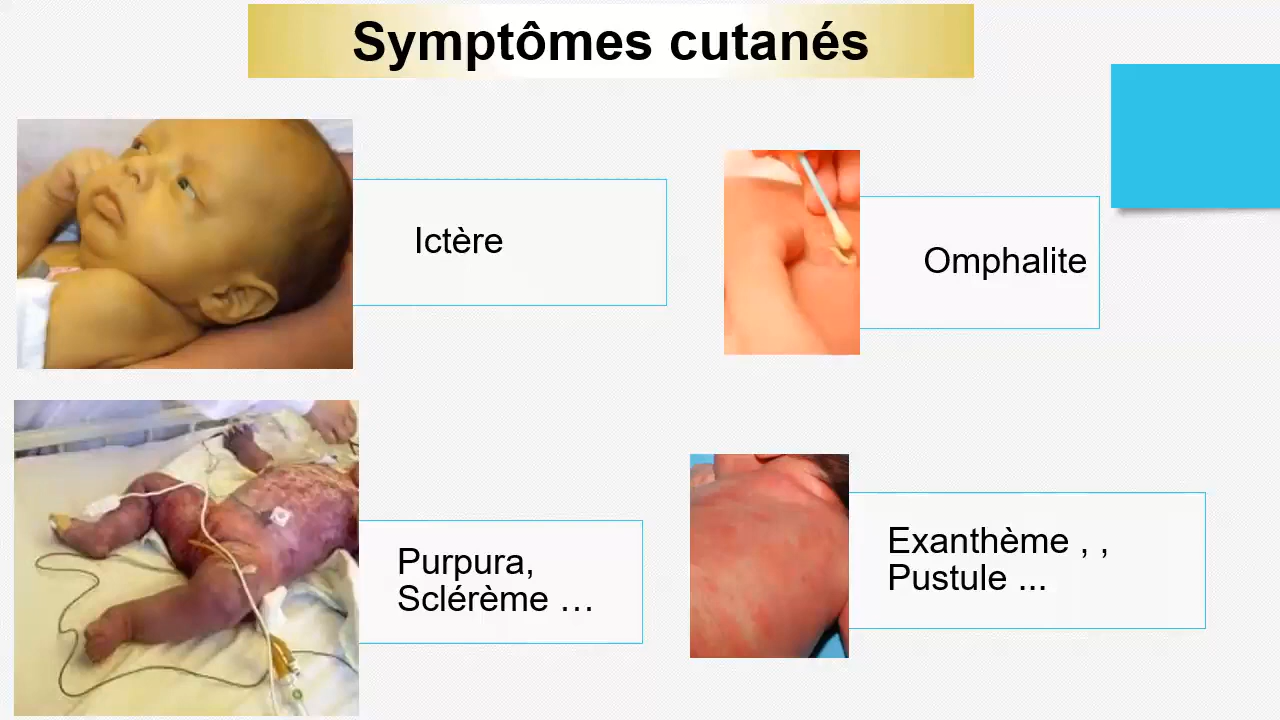 Symptômes cutanés
Ictère
Omphalite
Purpura,
Sclérème …
Exanthème , ,
Pustule ...